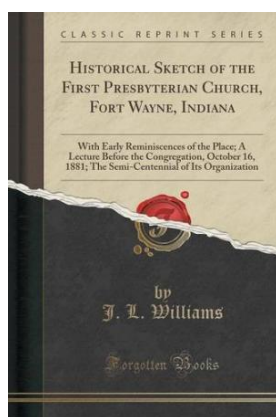 CLASSIC REPRINT SERIES
HISTORICAL SKETCH OF THE
FIRST PRESBYTERIAN CHURCH,
FORT WAYNE, INDIANA
With Early Reminiscences of the Place; A
Lecture Before the Congregation, October 16,
1881; The Semi-Centennial of Its Organization
by
J. L. Williams
Forgotten Books